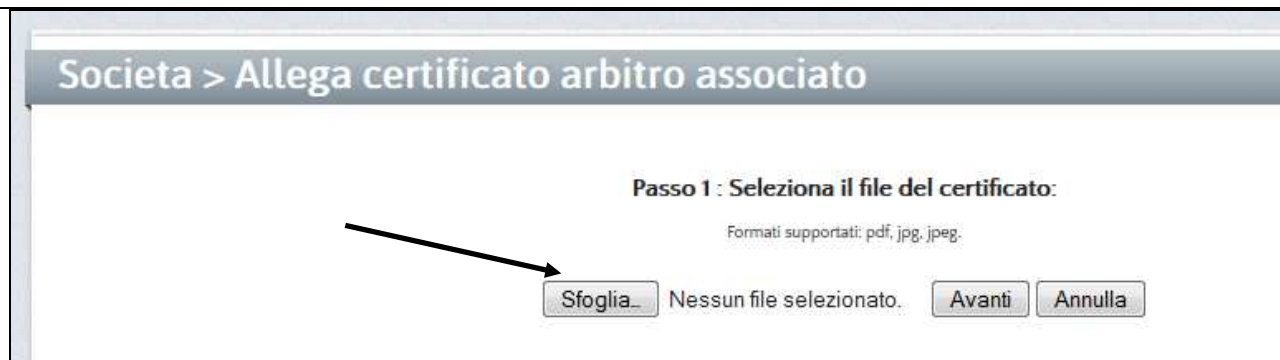 Societa > Allega certificato arbitro associato
Passo 1 : Seleziona il file del certificato:
Formati supportati: pdf, jpg, jpeg.
Sfoglia... Nessun file selezionato. Avanti Annulla